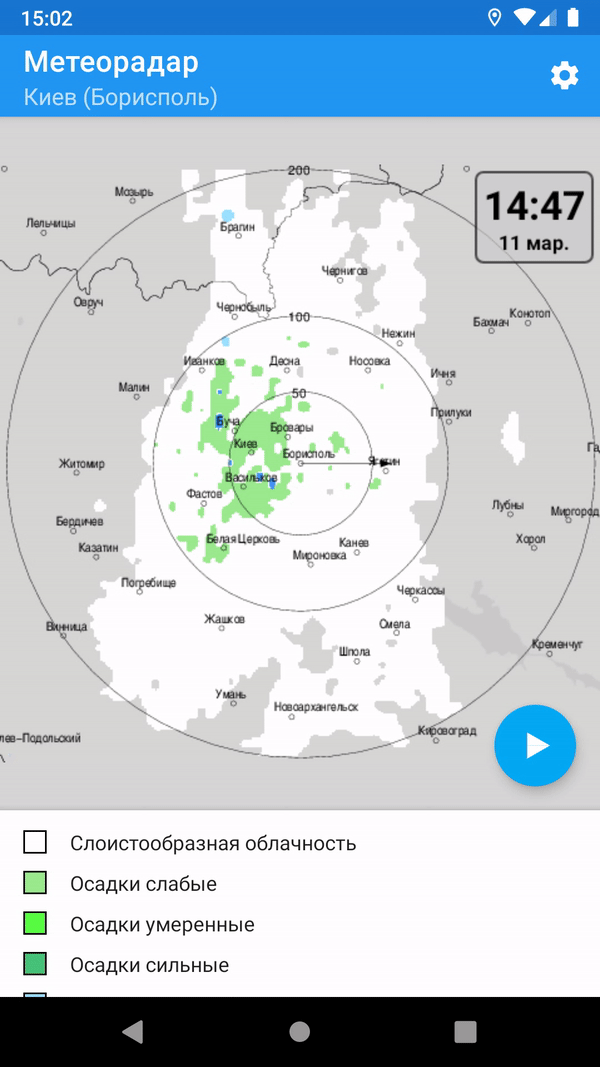 15:02
Метеорадар
Киев (Борисполь)
200
14:47
11 мар.
Мозырь
Лельчицы
Брагин
Чернигов
Овруч
Чернобыль
100
Конотоп
Бахмач
Нежин
Иванков
Десна
Носовка
Ичня
Малин
50
Прилуки
Буча
Бровары
Киев
Борисполь
Яготин
Житомир
Васильков
Фастов
Лубны
Миргород
Бердичев
Белая Церковь
Канев
Хорол
Казатин
Мироновка
Погребище
Черкассы
Жашков
Смела
Винница
Шпола
Кременчуг
Умань
Новоархангельск
Кировоград
лев-Подольский
Га
Слоистообразная облачность
Осадки слабые
Осадки умеренные
Осадки сильные